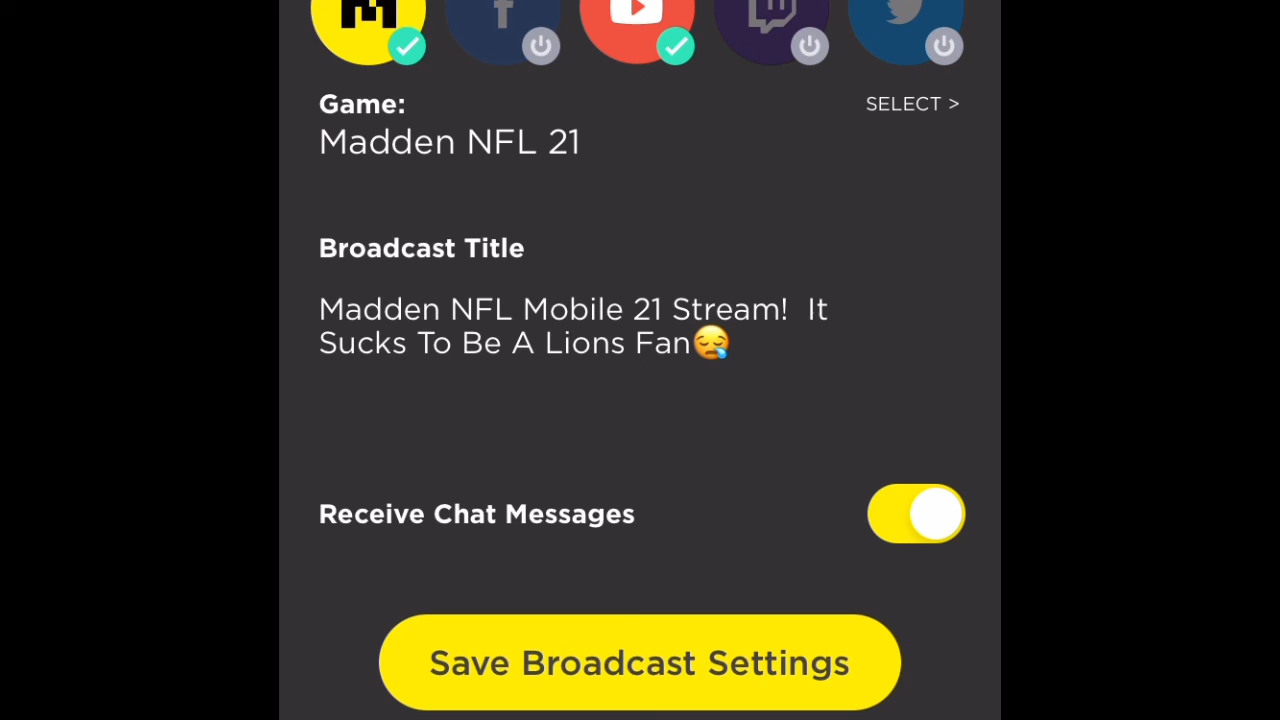 Game:
SELECT >
Madden NFL 21
Broadcast Title
Madden NFL Mobile 21 Stream!  It
Sucks To Be A Lions Fan😪
Receive Chat Messages
Save Broadcast Settings